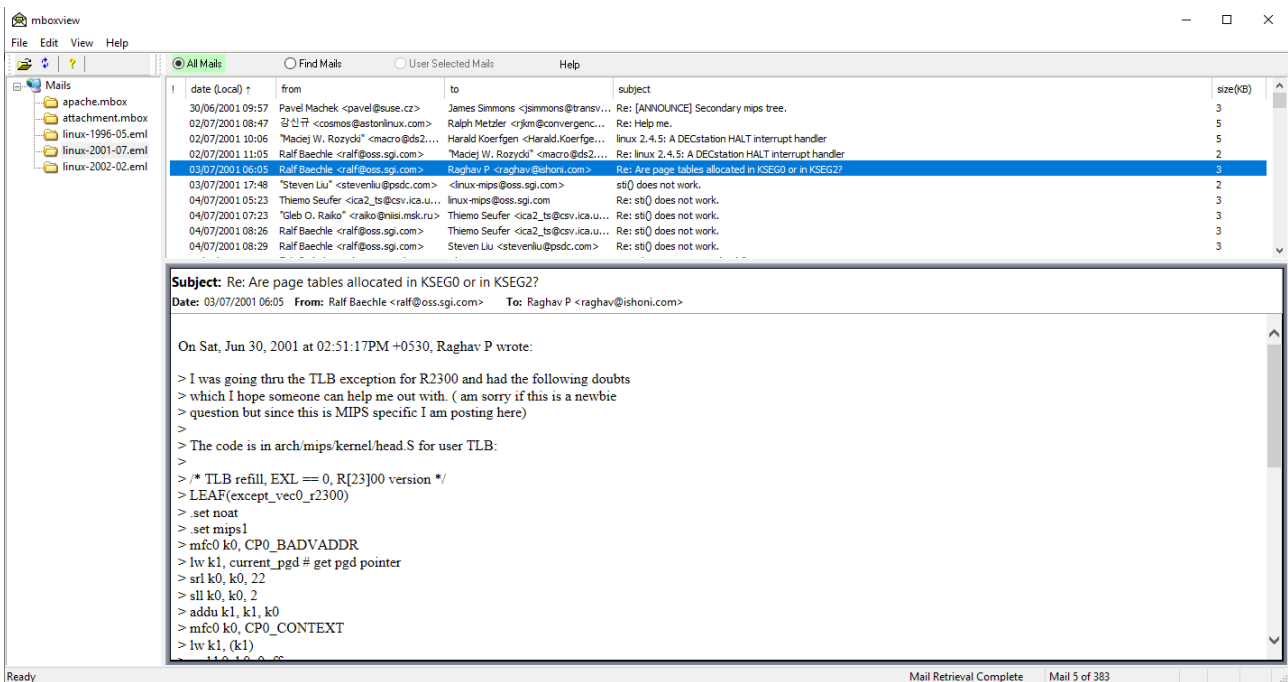 mboxview
File Edit View Help
All Mails Find Mails User Selected Mails Help
Mails
apache.mbox
attachment.mbox
linux-1996-05.eml
linux-2001-07.eml
linux-2002-02.eml
! date (Local) ↑ from to subject size(KB)
30/06/2001 09:57 Pavel Machek <pavel@suse.cz> James Simmons <jsimmons@transv... Re: [ANNOUNCE] Secondary mips tree. 3
02/07/2001 08:47 강신규 <cosmos@astonlinux.com> Ralph Metzler <rjkm@convergenc... Re: Help me. 5
02/07/2001 10:06 "Maciej W. Rozycki" <macro@ds2.... Harald Koerfgen <Harald.Koerfge... linux 2.4.5: A DECstation HALT interrupt handler 5
02/07/2001 11:05 Ralf Baechle <ralf@oss.sgi.com> "Maciej W. Rozycki" <macro@ds2.... Re: linux 2.4.5: A DECstation HALT interrupt handler 2
03/07/2001 06:05 Ralf Baechle <ralf@oss.sgi.com> Raghav P <raghav@ishoni.com> Re: Are page tables allocated in KSEG0 or in KSEG2? 3
03/07/2001 17:48 "Steven Liu" <stevenliu@psdc.com> <linux-mips@oss.sgi.com> sti() does not work. 2
04/07/2001 05:23 Thiemo Seufer <ica2_ts@csv.ica.u... linux-mips@oss.sgi.com Re: sti() does not work. 3
04/07/2001 07:23 "Gleb O. Raiko" <raiko@niisi.msk.ru> Thiemo Seufer <ica2_ts@csv.ica.u... Re: sti() does not work. 3
04/07/2001 08:26 Ralf Baechle <ralf@oss.sgi.com> Thiemo Seufer <ica2_ts@csv.ica.u... Re: sti() does not work. 3
04/07/2001 08:29 Ralf Baechle <ralf@oss.sgi.com> Steven Liu <stevenliu@psdc.com> Re: sti() does not work. 3
Subject: Re: Are page tables allocated in KSEG0 or in KSEG2?
Date: 03/07/2001 06:05 From: Ralf Baechle <ralf@oss.sgi.com> To: Raghav P <raghav@ishoni.com>
On Sat, Jun 30, 2001 at 02:51:17PM +0530, Raghav P wrote:
> I was going thru the TLB exception for R2300 and had the following doubts
> which I hope someone can help me out with. ( am sorry if this is a newbie
> question but since this is MIPS specific I am posting here)
>
> The code is in arch/mips/kernel/head.S for user TLB:
>
> /* TLB refill, EXL == 0, R[23]00 version */
> LEAF(except_vec0_r2300)
> .set noat
> .set mips1
> mfc0 k0, CP0_BADVADDR
> lw k1, current_pgd # get pgd pointer
> srl k0, k0, 22
> sll k0, k0, 2
> addu k1, k1, k0
> mfc0 k0, CP0_CONTEXT
> lw k1, (k1)
Ready Mail Retrieval Complete Mail 5 of 383